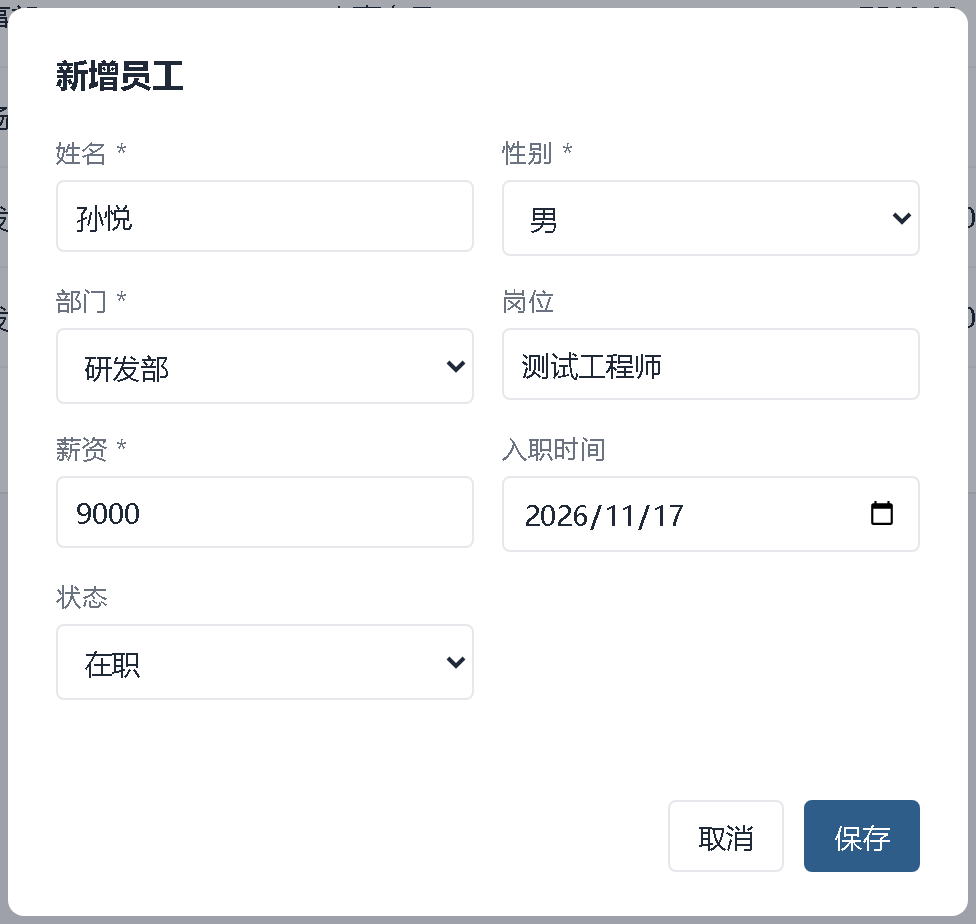 新增员工
姓名 *
性别 *
孙悦
男
部门 *
岗位
研发部
测试工程师
薪资 *
入职时间
9000
2026/11/17
状态
在职
取消
保存